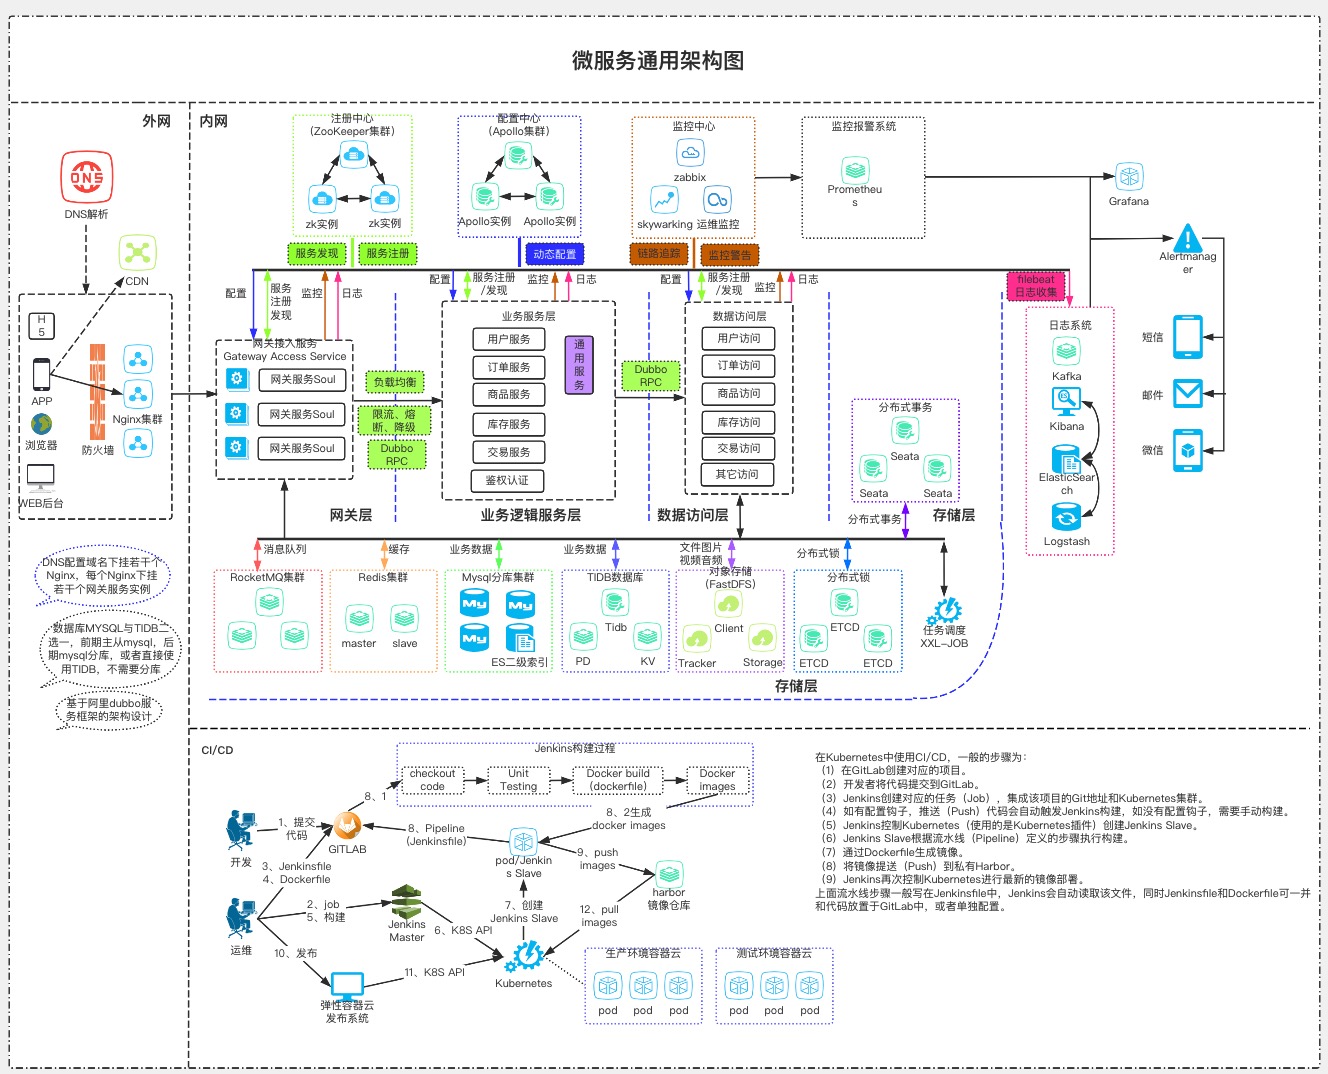 微服务通用架构图
外网
内网
DNS
DNS解析
CDN
H
5
APP
浏览器
WEB后台
防火墙
Nginx集群
DNS配置域名下挂若干个
Nginx，每个Nginx下挂
若干个网关服务实例
数据库MYSQL与TIDB二
选一，前期主从mysql，后
期mysql分库，或者直接使
用TIDB，不需要分库
基于阿里dubbo服
务框架的架构设计
注册中心
(ZooKeeper集群)
zk实例
zk实例
服务发现
服务注册
配置中心
(Apollo集群)
Apollo实例
Apollo实例
动态配置
监控中心
zabbix
skywarking
运维监控
链路追踪
监控警告
监控报警系统
Prometheu
s
Grafana
Alertmanag
er
短信
邮件
微信
filebeat
日志收集
日志系统
Kafka
ES
Kibana
ElasticSear
ch
Logstash
配置
服务
注册
发现
监控
日志
配置
服务注册
/发现
监控
日志
配置
服务注册
/发现
监控
日志
网关接入服务
Gateway Access Service
网关服务Soul
网关服务Soul
网关服务Soul
负载均衡
限流、熔
断、降级
Dubbo
RPC
业务服务层
用户服务
订单服务
商品服务
库存服务
交易服务
鉴权认证
通
用
服
务
Dubbo
RPC
数据访问层
用户访问
订单访问
商品访问
库存访问
交易访问
其它访问
分布式事务
Seata
Seata
Seata
分布式事务
网关层
业务逻辑服务层
数据访问层
存储层
消息队列
缓存
业务数据
业务数据
文件图片
视频音频
分布式锁
RocketMQ集群
Redis集群
master
slave
Mysql分库集群
My
My
My
ES二级索引
TIDB数据库
Tidb
PD
KV
对象存储
(FastDFS)
Client
Tracker
Storage
分布式锁
ETCD
ETCD
ETCD
任务调度
XXL-JOB
存储层
CI/CD
Jenkins构建过程
checkout
code
Unit
Testing
Docker build
(dockerfile)
Docker
images
8、1
8、2生成
docker images
1、提交
代码
开发
GITLAB
8、Pipeline
(Jenkinsfile)
pod/Jenkin
s Slave
9、push
images
harbor
镜像仓库
3、Jenkinsfile
4、Dockerfile
2、job
5、构建
运维
Jenkins
Master
6、K8S API
7、创建
Jenkins Slave
12、pull
images
10、发布
11、K8S API
弹性容器云
发布系统
Kubernetes
生产环境容器云
pod
pod
pod
测试环境容器云
pod
pod
pod
在Kubernetes中使用CI/CD，一般的步骤为：
（1）在GitLab创建对应的项目。
（2）开发者将代码提交到GitLab。
（3）Jenkins创建对应的任务（Job），集成该项目的Git地址和Kubernetes集群。
（4）如有配置钩子，推送（Push）代码会自动触发Jenkins构建，如没有配置钩子，需要手动构建。
（5）Jenkins控制Kubernetes（使用的是Kubernetes插件）创建Jenkins Slave。
（6）Jenkins Slave根据流水线（Pipeline）定义的步骤执行构建。
（7）通过Dockerfile生成镜像。
（8）将镜像提送（Push）到私有Harbor。
（9）Jenkins再次控制Kubernetes进行最新的镜像部署。
上面流水线步骤一般写在Jenkinsfile中，Jenkins会自动读取该文件，同时Jenkinsfile和Dockerfile可一并
和代码放置于GitLab中，或者单独配置。